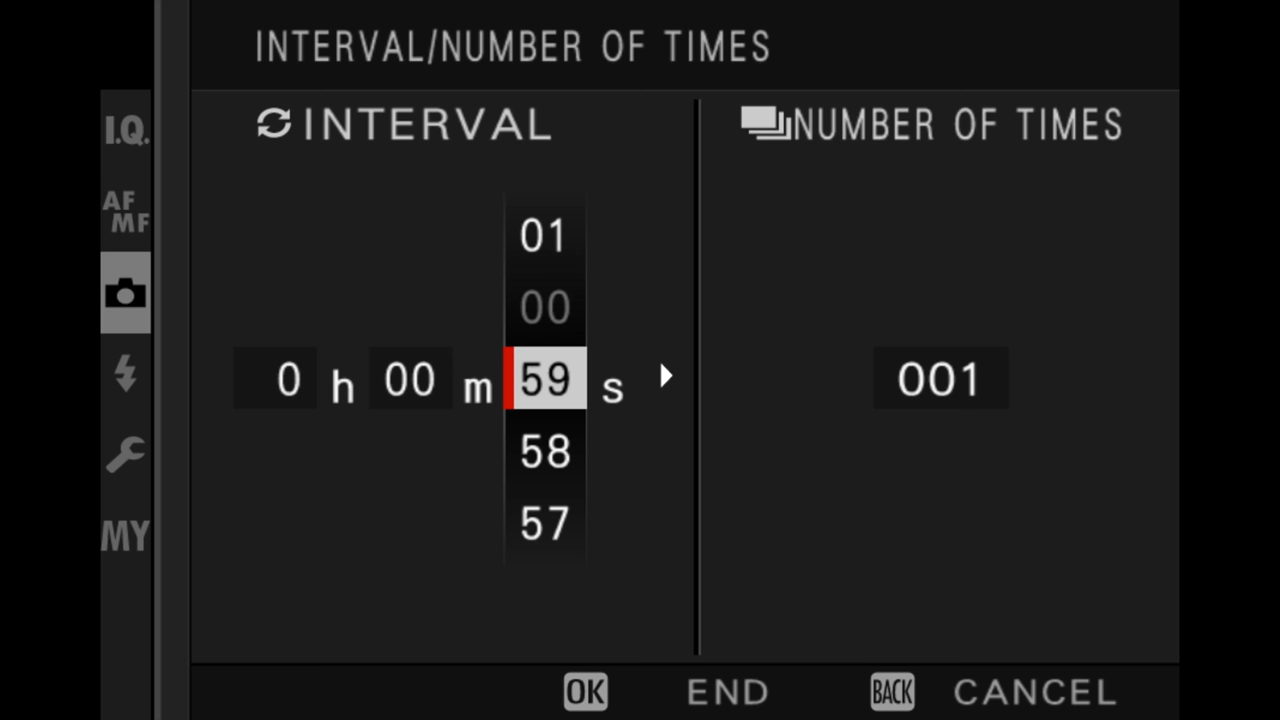 INTERVAL/NUMBER OF TIMES
INTERVAL
NUMBER OF TIMES
I.Q.
AF
MF
MY
01
00
0 h 00 m 59 s
58
57
001
OK END BACK CANCEL